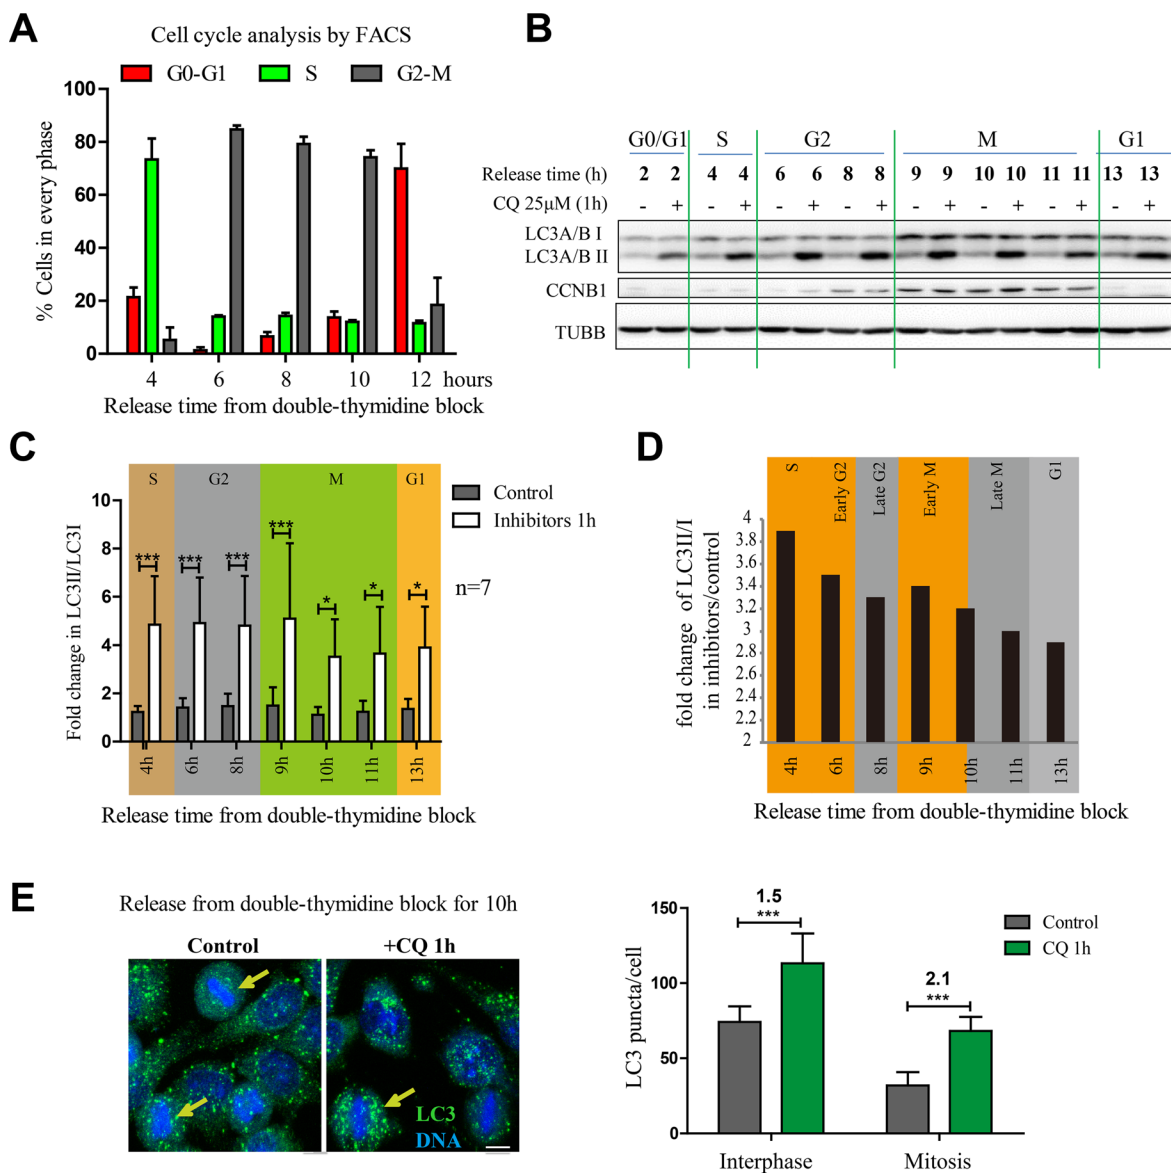 A
Cell cycle analysis by FACS
G0-G1 S G2-M
% Cells in every phase
100
80
60
40
20
0
4 6 8 10 12 hours
Release time from double-thymidine block
B
G0/G1 S G2 M G1
Release time (h) 2 2 4 4 6 6 8 8 9 9 10 10 11 11 13 13
CQ 25μM (1h) - + - + - + - + - + - + - + - +
LC3A/B I
LC3A/B II
CCNB1
TUBB
C
S G2 M G1
Control
Inhibitors 1h
n=7
Fold change in LC3II/LC3I
10
8
6
4
2
0
*** *** *** *** * * *
4h 6h 8h 9h 10h 11h 13h
Release time from double-thymidine block
D
S Early G2 Late G2 Early M Late M G1
fold change of LC3II/I
in inhibitors/control
4
3.8
3.6
3.4
3.2
3
2.8
2.6
2.4
2.2
2
4h 6h 8h 9h 10h 11h 13h
Release time from double-thymidine block
E
Release from double-thymidine block for 10h
Control +CQ 1h
LC3
DNA
LC3 puncta/cell
150
100
50
0
1.5
***
2.1
***
Control
CQ 1h
Interphase Mitosis